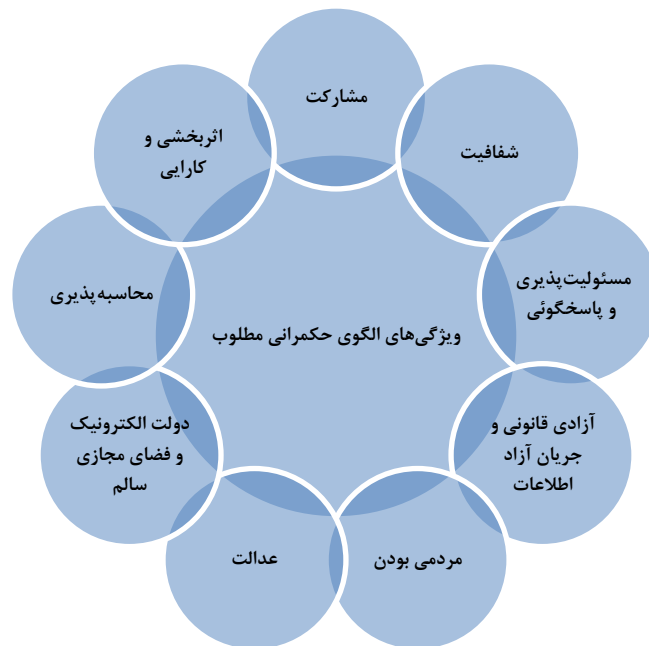 مشارکت
شفافیت
مسئولیت‌پذیری
و پاسخگوئی
آزادی قانونی و
جریان آزاد
اطلاعات
مردمی بودن
عدالت
دولت الکترونیک
و فضای مجازی
سالم
محاسبه‌پذیری
اثربخشی و
کارایی
ویژگی‌های الگوی حکمرانی مطلوب